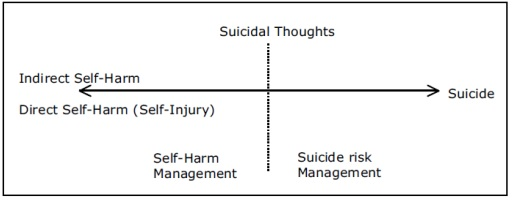 Suicidal Thoughts
Indirect Self-Harm
Suicide
Direct Self-Harm (Self-Injury)
Self-Harm
Management
Suicide risk
Management